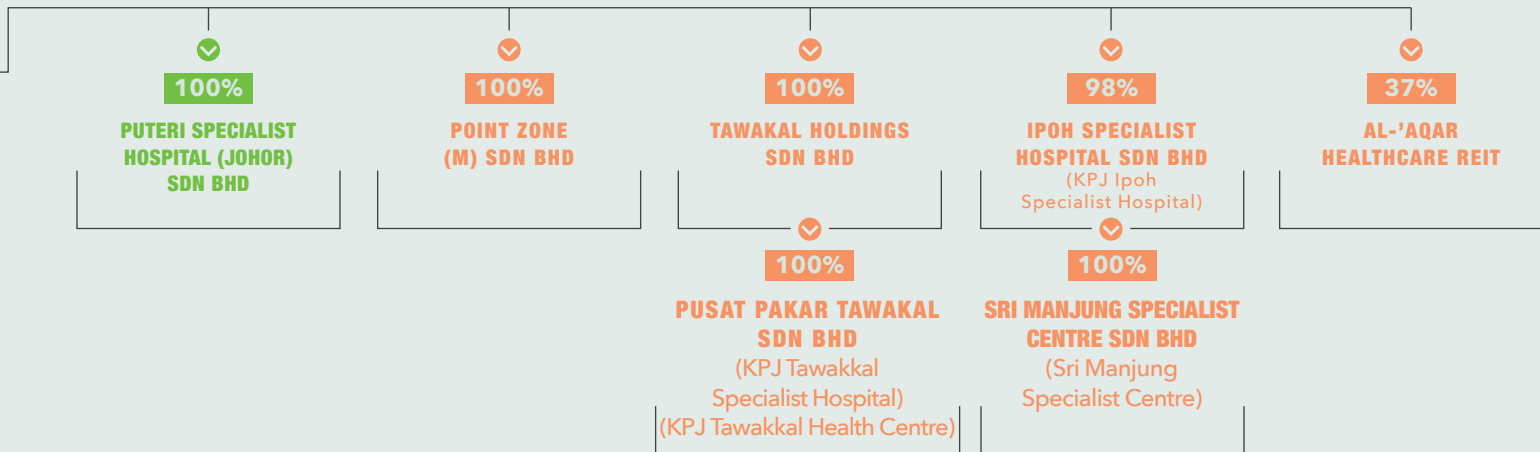 100%
PUTERI SPECIALIST
HOSPITAL (JOHOR)
SDN BHD
100%
POINT ZONE
(M) SDN BHD
100%
TAWAKAL HOLDINGS
SDN BHD
98%
IPOH SPECIALIST
HOSPITAL SDN BHD
(KPJ Ipoh
Specialist Hospital)
37%
AL-’AQAR
HEALTHCARE REIT
100%
PUSAT PAKAR TAWAKAL
SDN BHD
(KPJ Tawakkal
Specialist Hospital)
(KPJ Tawakkal Health Centre)
100%
SRI MANJUNG SPECIALIST
CENTRE SDN BHD
(Sri Manjung
Specialist Centre)